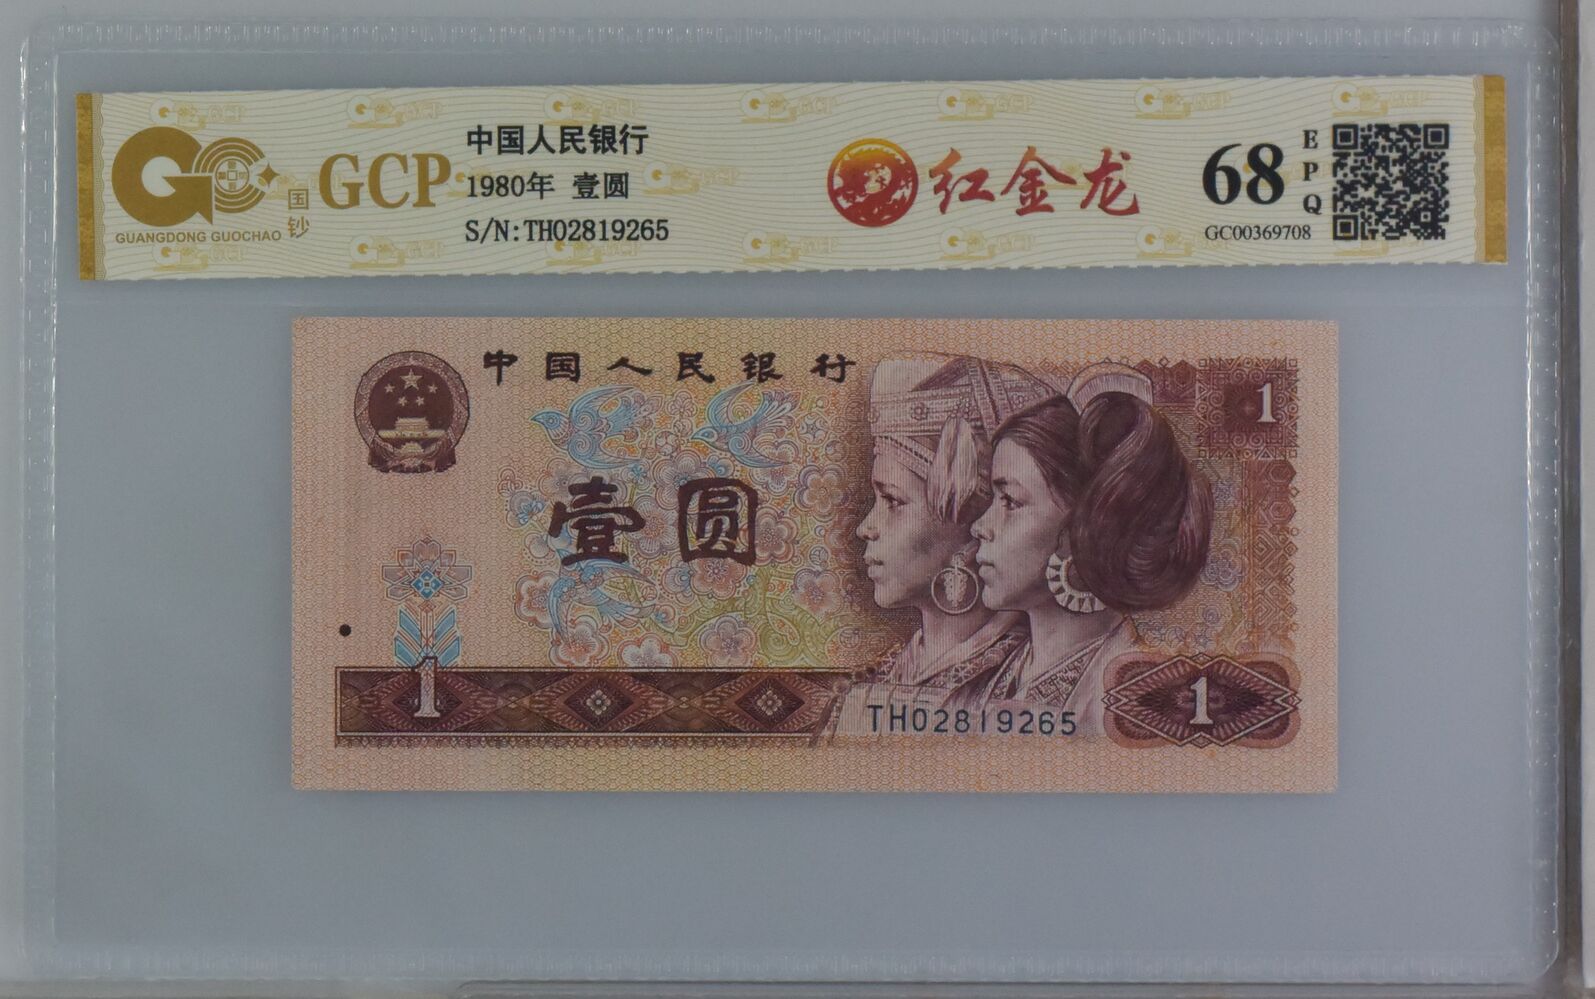 中国人民银行
1980年 壹圆
S/N:TH02819265
GCP
国钞
GUANGDONG GUOCHAO
红金龙
68
EPQ
GC00369708
中国人民银行
1
壹圆
1
TH02819265
1